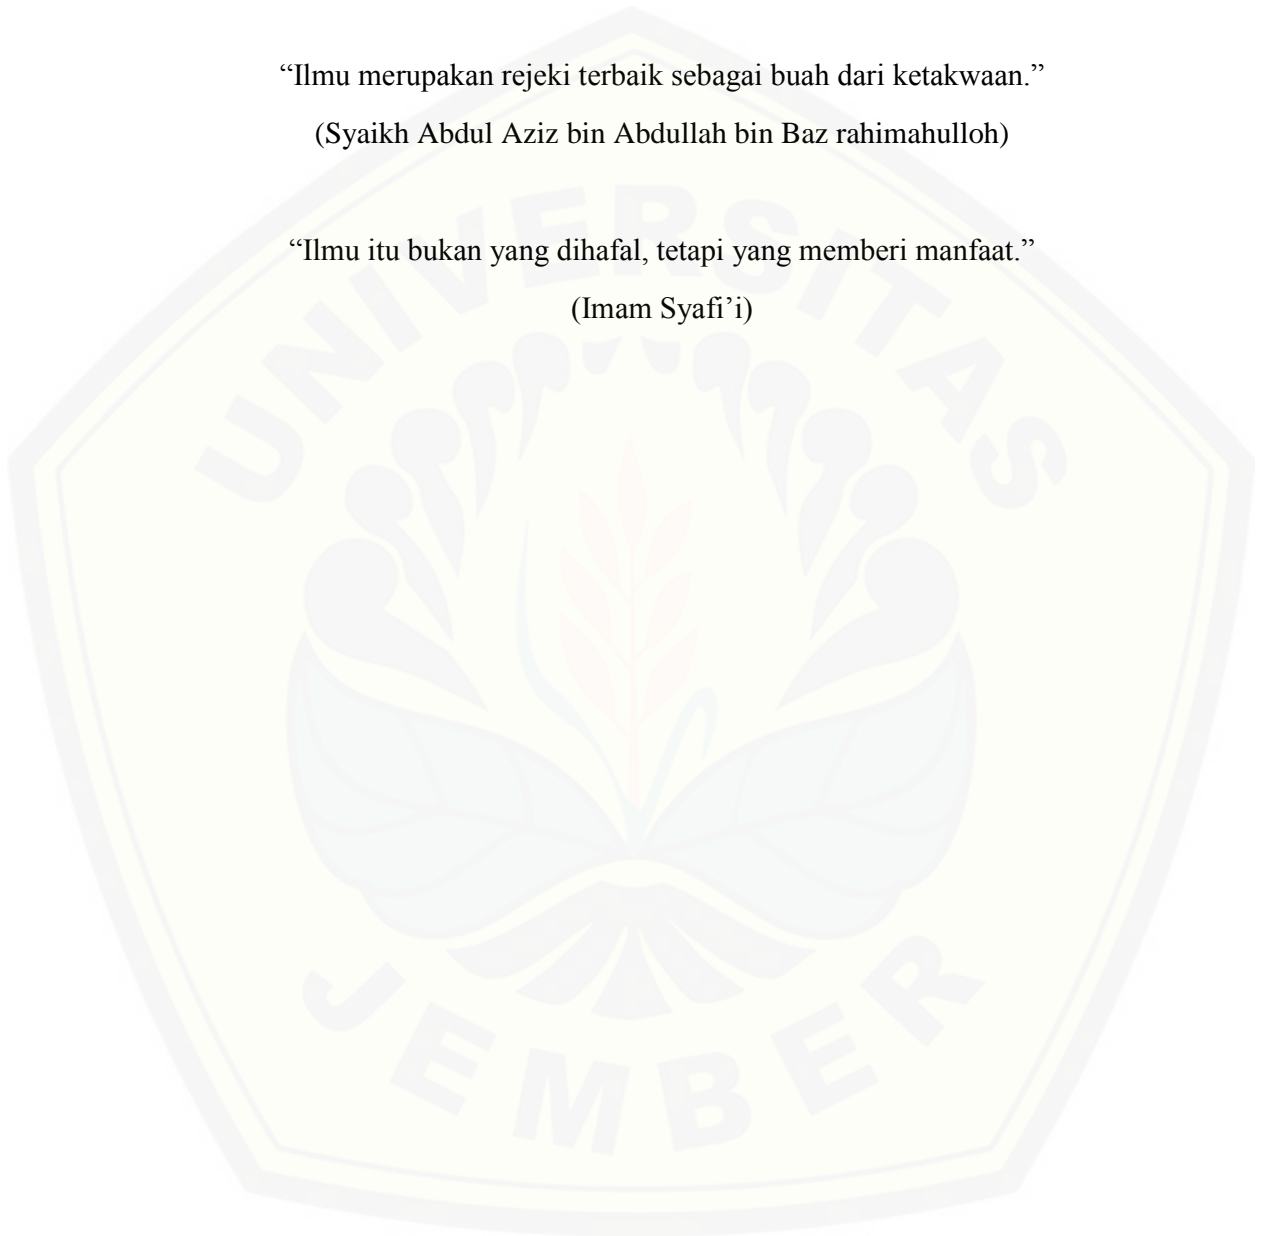 “Ilmu merupakan rejeki terbaik sebagai buah dari ketakwaan.”
(Syaikh Abdul Aziz bin Abdullah bin Baz rahimahulloh)
“Ilmu itu bukan yang dihafal, tetapi yang memberi manfaat.”
(Imam Syafi’i)
UNIVERSITAS
JEMBER